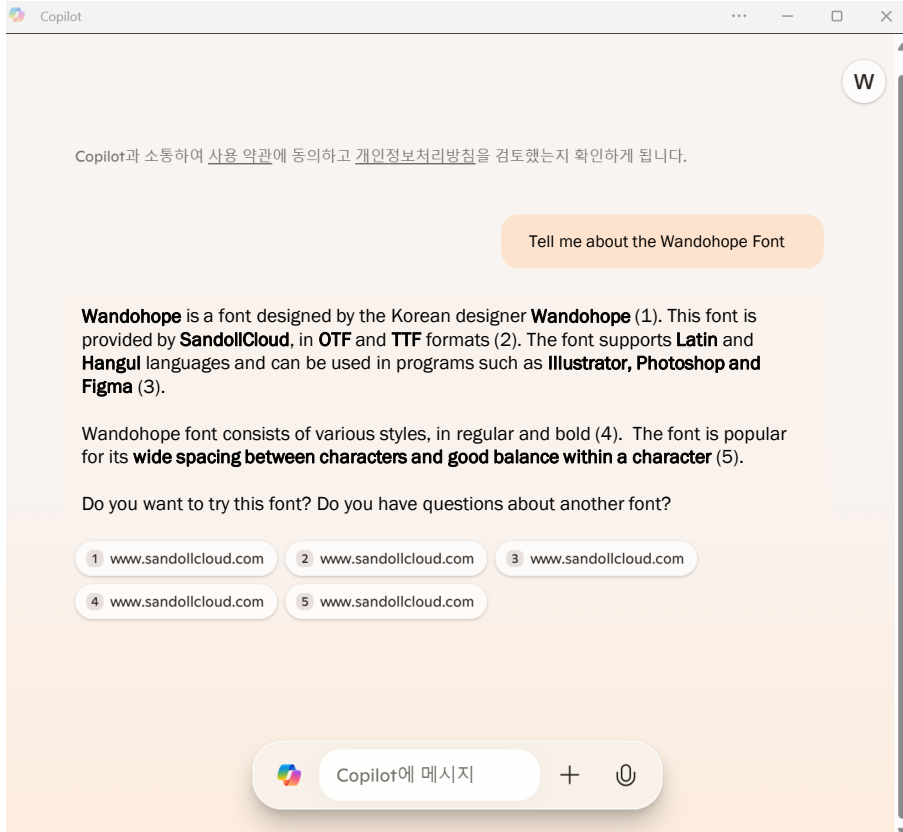 Copilot
W
Copilot과 소통하여 사용 약관에 동의하고 개인정보처리방침을 검토했는지 확인하게 됩니다.
Tell me about the Wandohope Font
Wandohope is a font designed by the Korean designer Wandohope (1). This font is
provided by SandollCloud, in OTF and TTF formats (2). The font supports Latin and
Hangul languages and can be used in programs such as Illustrator, Photoshop and
Figma (3).
Wandohope font consists of various styles, in regular and bold (4).  The font is popular
for its wide spacing between characters and good balance within a character (5).
Do you want to try this font? Do you have questions about another font?
1 www.sandollcloud.com 2 www.sandollcloud.com 3 www.sandollcloud.com
4 www.sandollcloud.com 5 www.sandollcloud.com
Copilot에 메시지